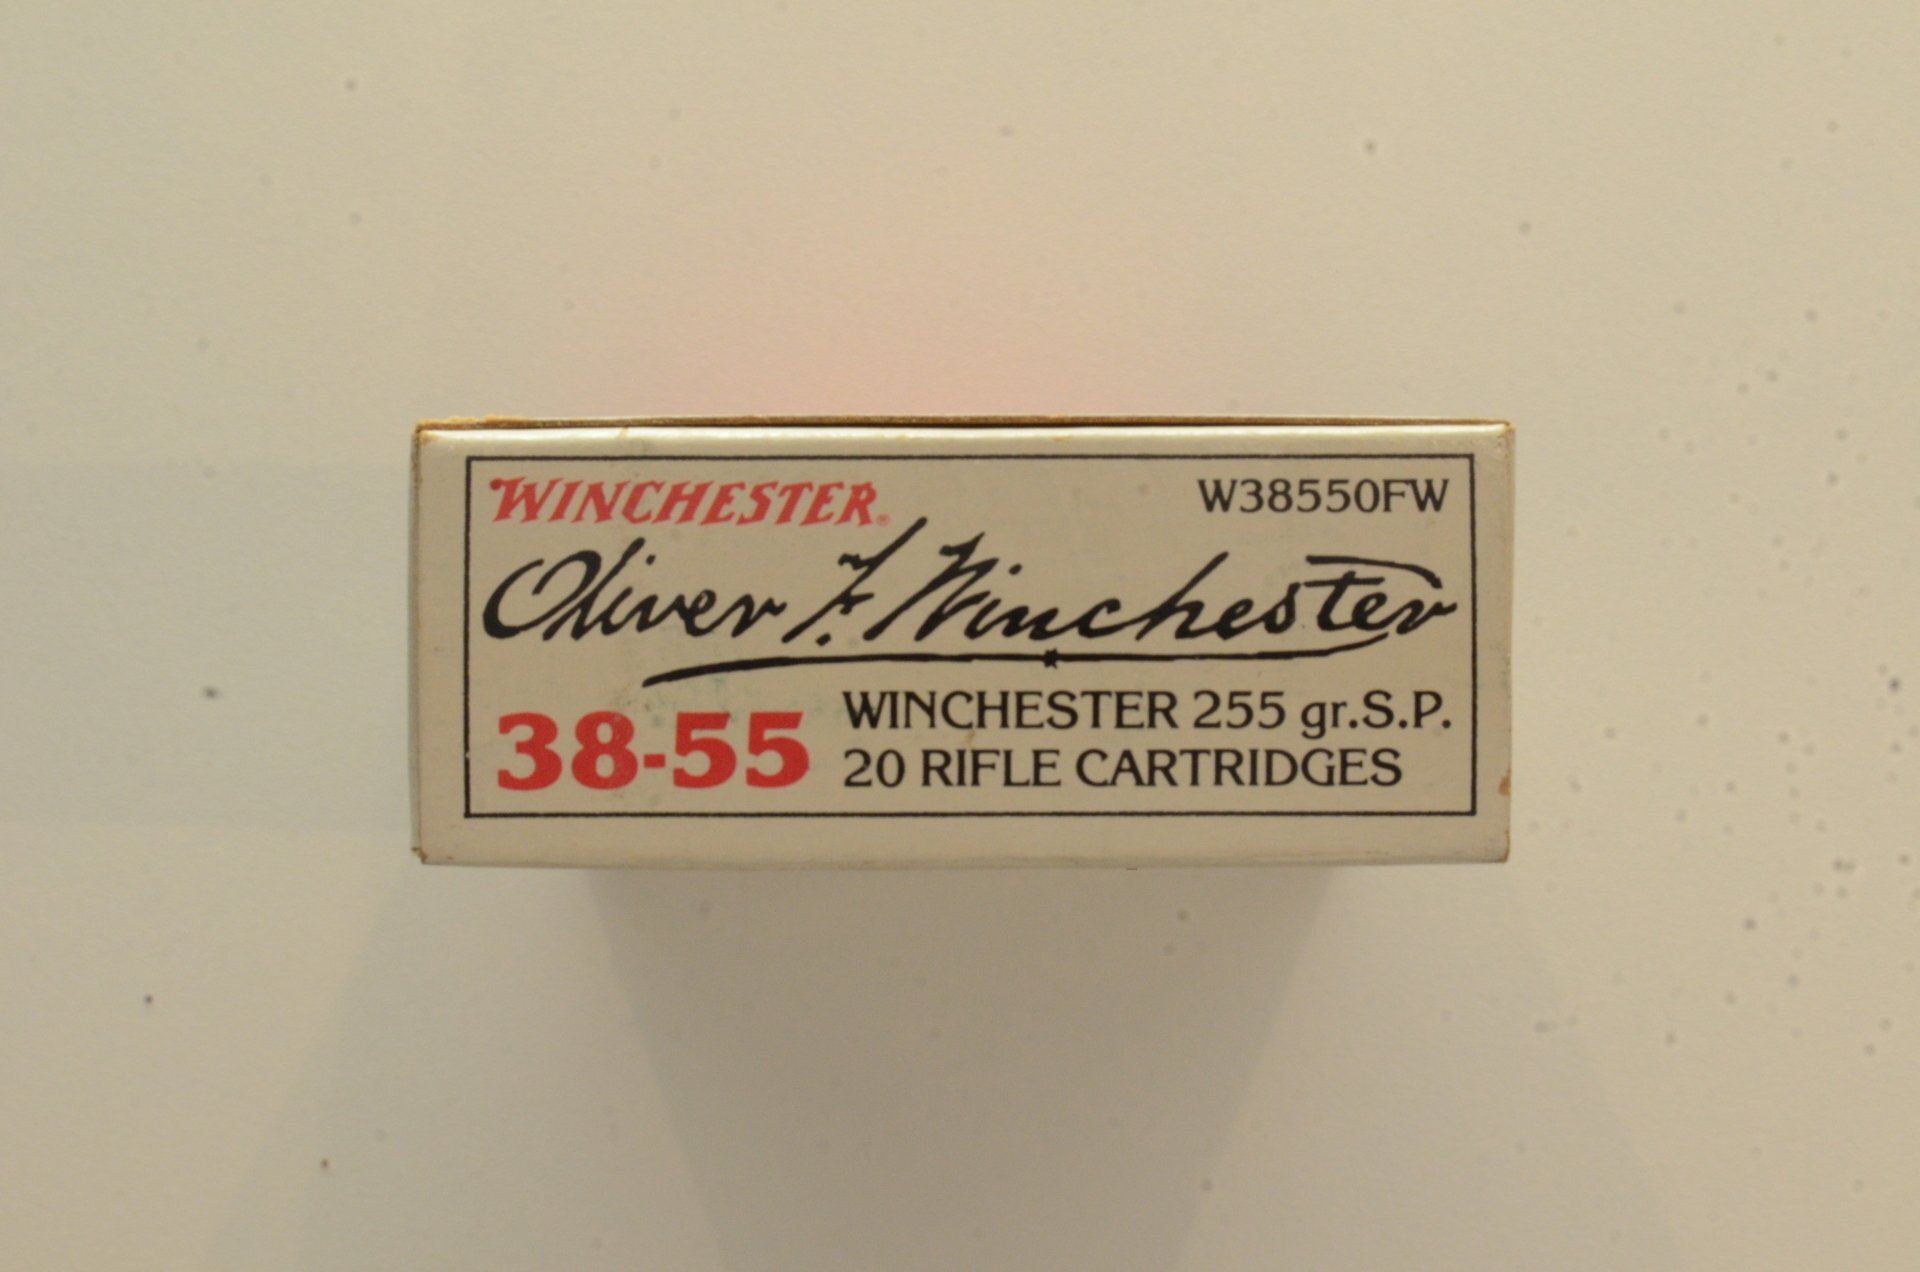 WINCHESTER®
W38550FW
Oliver F. Winchester
38-55
WINCHESTER 255 gr.S.P.
20 RIFLE CARTRIDGES